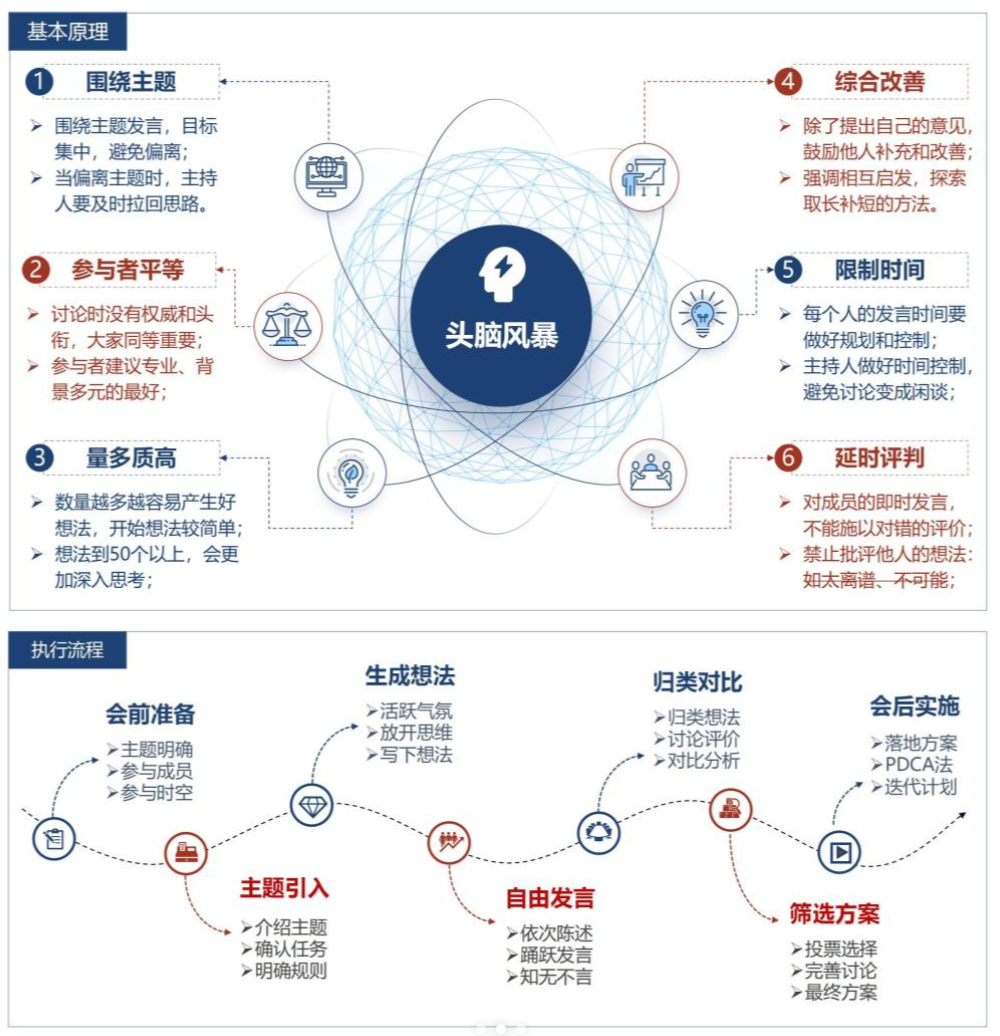 基本原理
1 围绕主题
➢ 围绕主题发言，目标
集中，避免偏离；
➢ 当偏离主题时，主持
人要及时拉回思路。
2 参与者平等
➢ 讨论时没有权威和头
衔，大家同等重要；
➢ 参与者建议专业、背
景多元的最好；
3 量多质高
➢ 数量越多越容易产生好
想法，开始想法较简单；
➢ 想法到50个以上，会更
加深入思考；
头脑风暴
4 综合改善
➢ 除了提出自己的意见，
鼓励他人补充和改善；
➢ 强调相互启发，探索
取长补短的方法。
5 限制时间
➢ 每个人的发言时间要
做好规划和控制；
➢ 主持人做好时间控制，
避免讨论变成闲谈；
6 延时评判
➢ 对成员的即时发言，
不能施以对错的评价；
➢ 禁止批评他人的想法：
如太离谱、不可能；
执行流程
会前准备
➢主题明确
➢参与成员
➢参与时空
主题引入
➢介绍主题
➢确认任务
➢明确规则
生成想法
➢活跃气氛
➢放开思维
➢写下想法
自由发言
➢依次陈述
➢踊跃发言
➢知无不言
归类对比
➢归类想法
➢讨论评价
➢对比分析
筛选方案
➢投票选择
➢完善讨论
➢最终方案
会后实施
➢落地方案
➢PDCA法
➢迭代计划